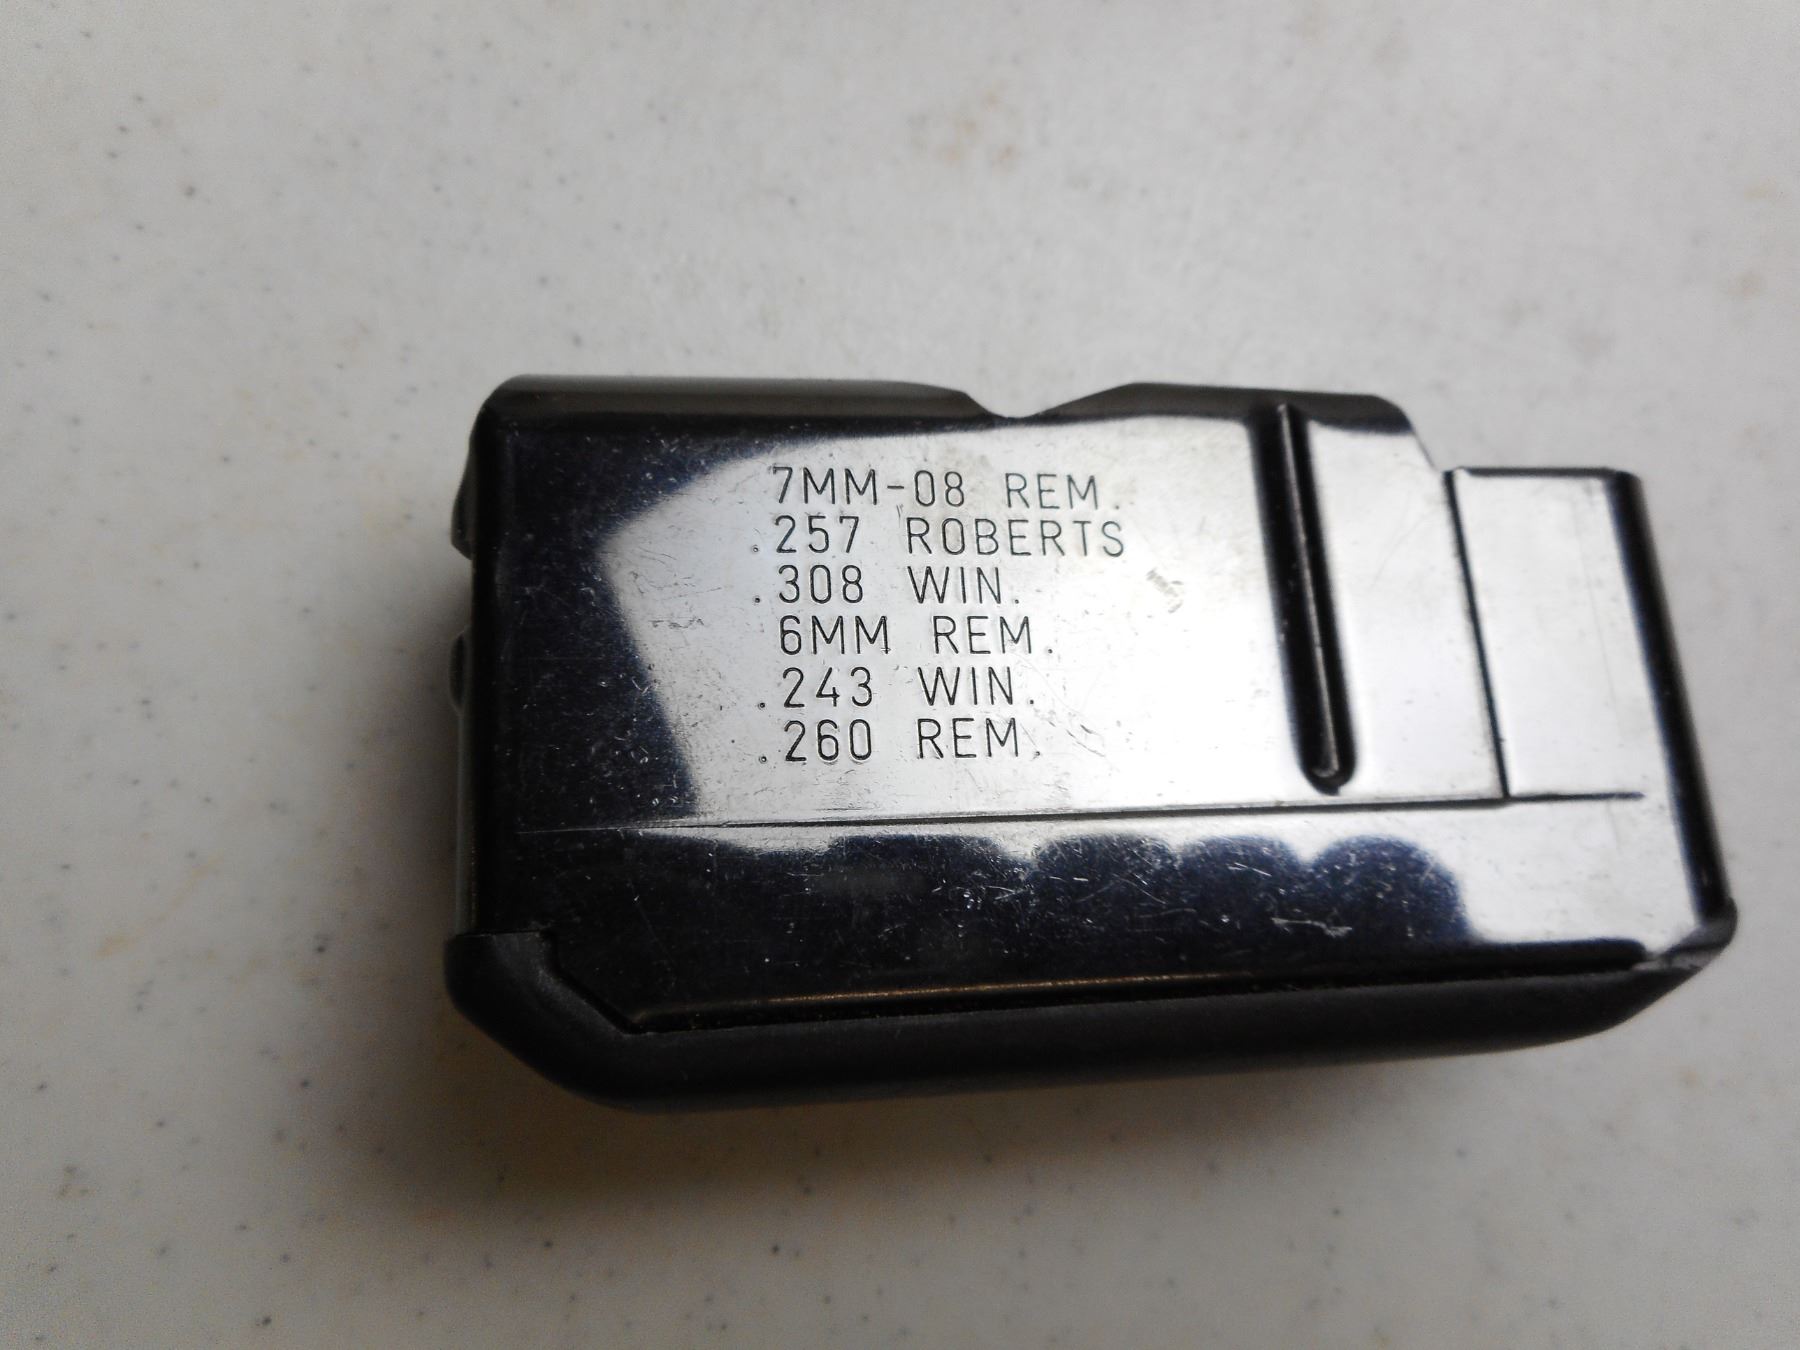 7MM-08 REM.
.257 ROBERTS
.308 WIN.
6MM REM.
.243 WIN.
.260 REM.